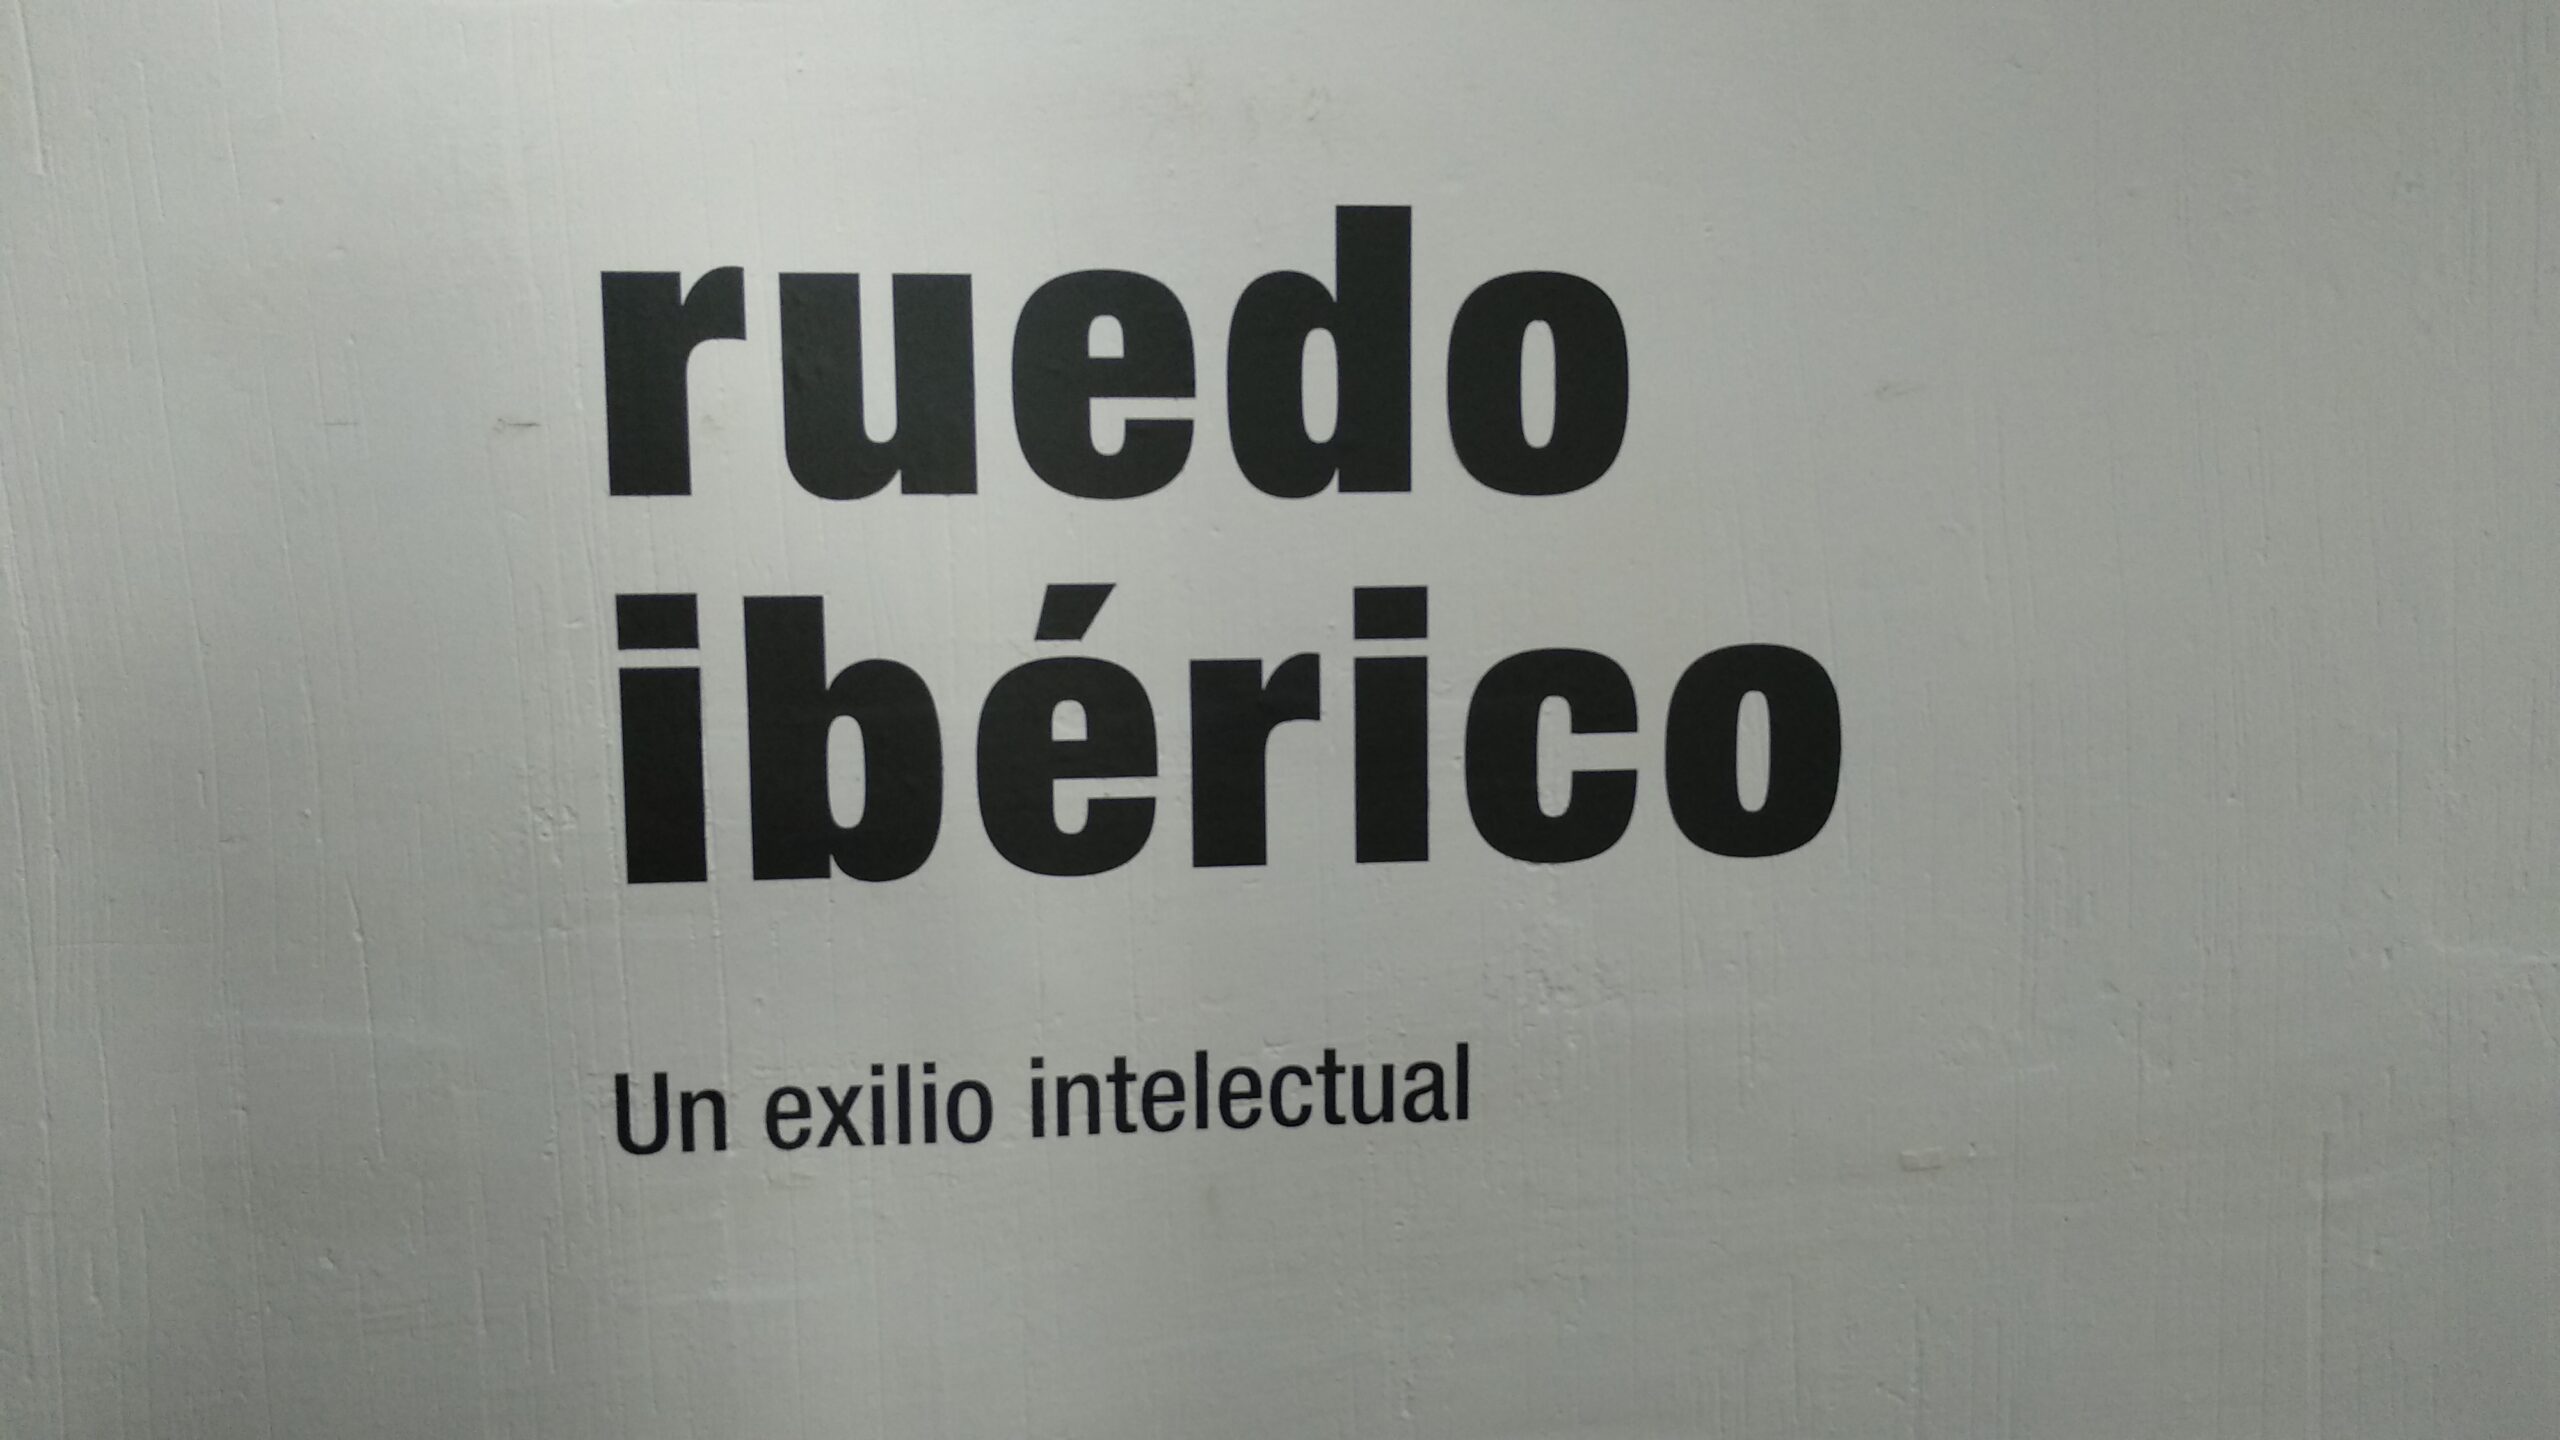 ruedo
ibérico
Un exilio intelectual